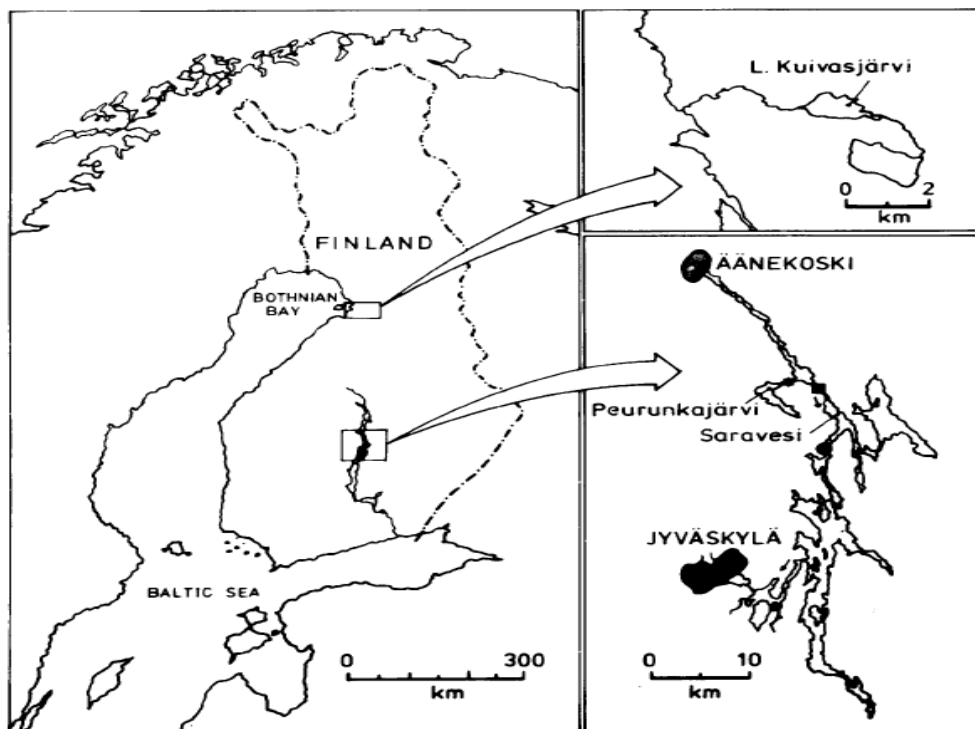 FINLAND
BOTHNIAN
BAY
BALTIC SEA
0 300
km
L. Kuivasjärvi
0 2
km
ÄÄNEKOSKI
Peurunkajärvi
Saravesi
JYVÄSKYLÄ
0 10
km